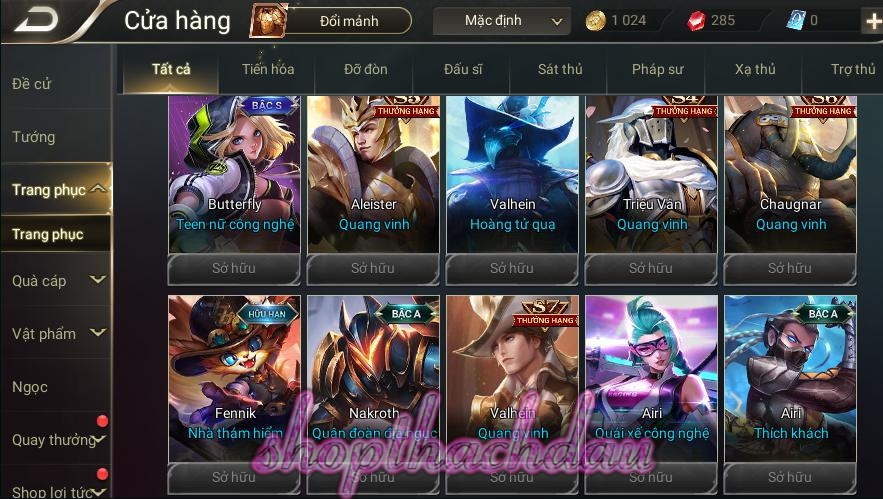 Cửa hàng
Đổi mảnh
Mặc định
1 024
285
0
Đề cử
Tướng
Trang phục
Trang phục
Quà cáp
Vật phẩm
Ngọc
Quay thưởng
Shop lợi tức
Tất cả
Tiến hóa
Đỡ đòn
Đấu sĩ
Sát thủ
Pháp sư
Xạ thủ
Trợ thủ
BẬC S
Butterfly
Teen nữ công nghệ
Sở hữu
S5
THƯỞNG HẠNG
Aleister
Quang vinh
Sở hữu
Valhein
Hoàng tử quạ
Sở hữu
S4
THƯỞNG HẠNG
Triệu Vân
Quang vinh
Sở hữu
S6
THƯỞNG HẠNG
Chaugnar
Quang vinh
Sở hữu
HỮU HẠN
Fennik
Nhà thám hiểm
Sở hữu
BẬC A
Nakroth
Quân đoàn địa ngục
Sở hữu
S7
THƯỞNG HẠNG
Valhein
Quang vinh
Sở hữu
RACING
Airi
Quái xế công nghệ
Sở hữu
BẬC A
Airi
Thích khách
Sở hữu
shoplnachdau